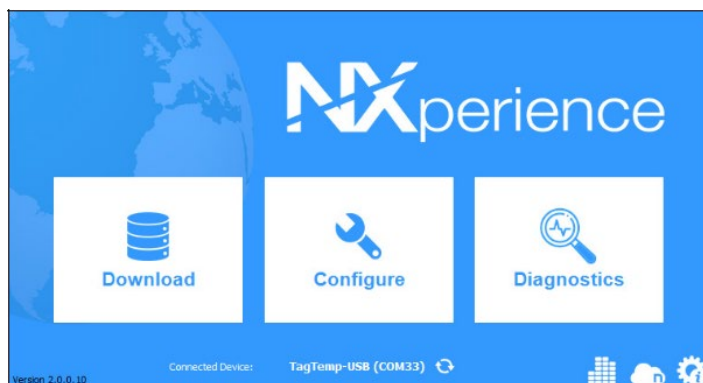 NXperience
Download
Configure
Diagnostics
Connected Device:
TagTemp-USB (COM33)
Version 2.0.0.10